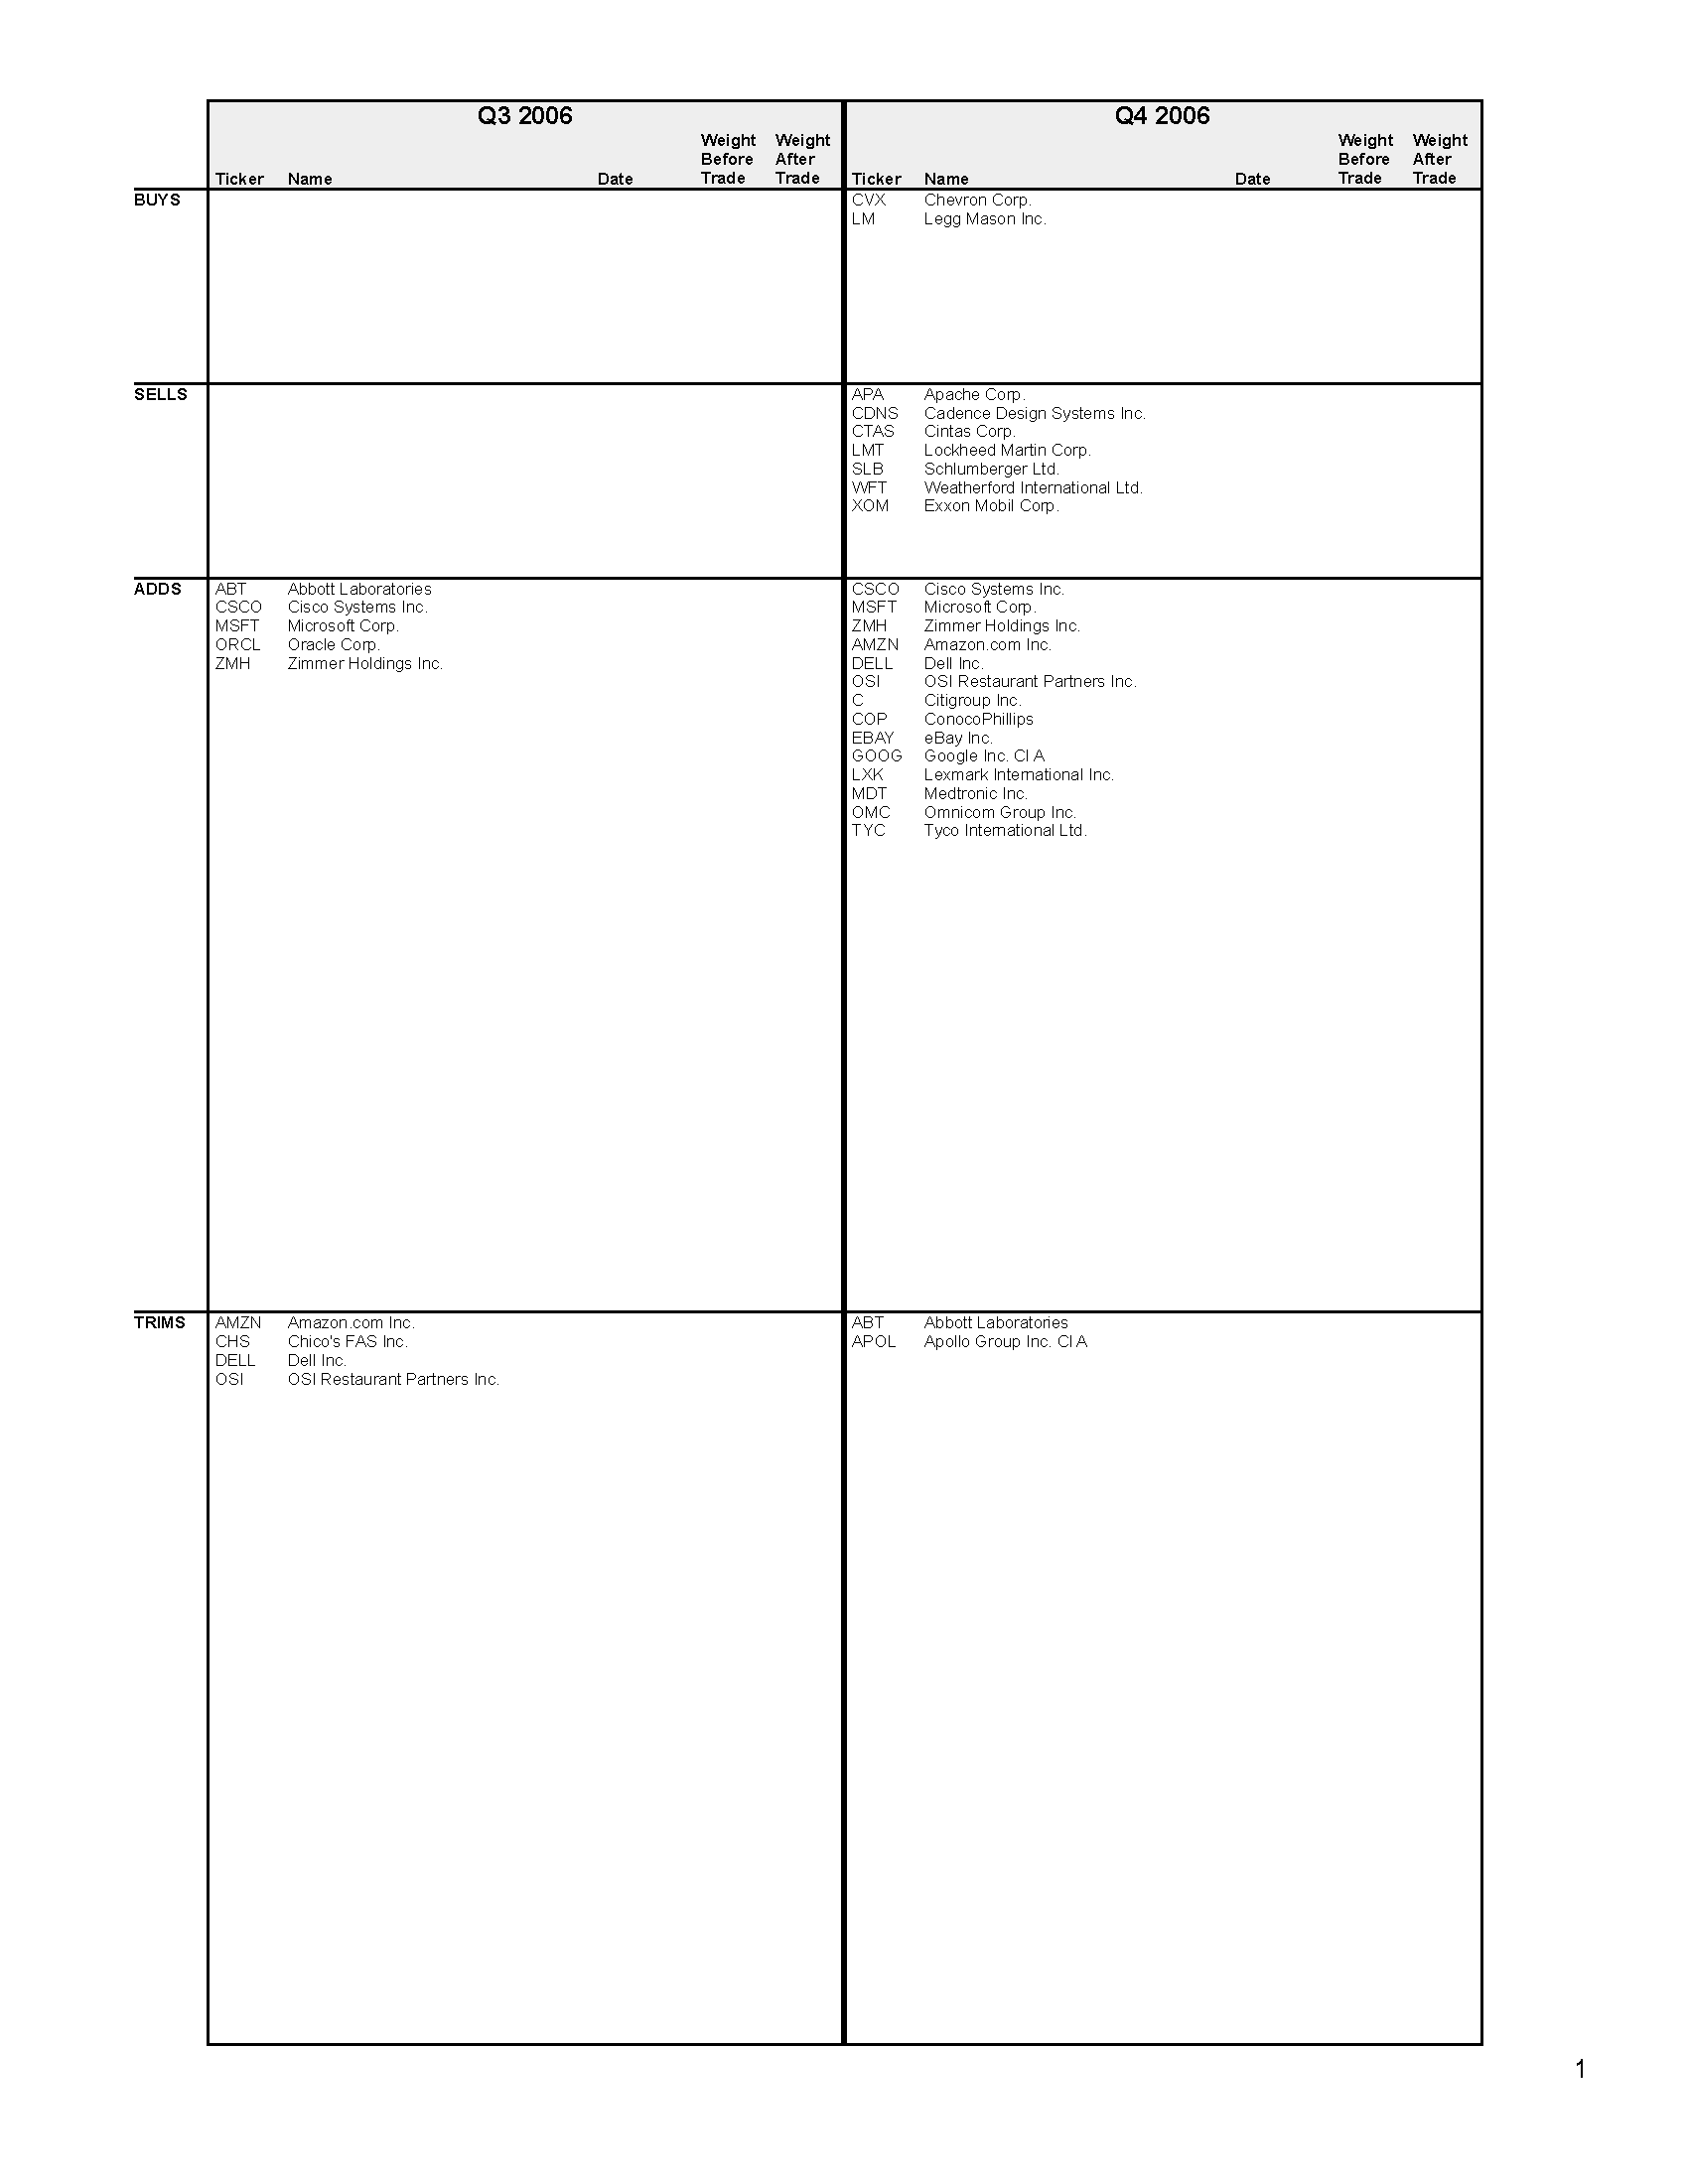 Q3 2006 Q4 2006
Weight Weight Weight Weight
Before After Before After
Ticker Name Date Trade Trade Ticker Name Date Trade Trade
BUYS CVX Chevron Corp.
LM Legg Mason Inc.
SELLS APA Apache Corp.
CDNS Cadence Design Systems Inc.
CTAS Cintas Corp.
LMT Lockheed Martin Corp.
SLB Schlumberger Ltd.
WFT Weatherford International Ltd.
XOM Exxon Mobil Corp.
ADDS ABT Abbott Laboratories CSCO Cisco Systems Inc.
CSCO Cisco Systems Inc. MSFT Microsoft Corp.
MSFT Microsoft Corp. ZMH Zimmer Holdings Inc.
ORCL Oracle Corp. AMZN Amazon.com Inc.
ZMH Zimmer Holdings Inc. DELL Dell Inc.
OSI OSI Restaurant Partners Inc.
C Citigroup Inc.
COP ConocoPhillips
EBAY eBay Inc.
GOOG Google Inc. Cl A
LXK Lexmark International Inc.
MDT Medtronic Inc.
OMC Omnicom Group Inc.
TYC Tyco International Ltd.
TRIMS AMZN Amazon.com Inc. ABT Abbott Laboratories
CHS Chico's FAS Inc. APOL Apollo Group Inc. Cl A
DELL Dell Inc.
OSI OSI Restaurant Partners Inc.
1